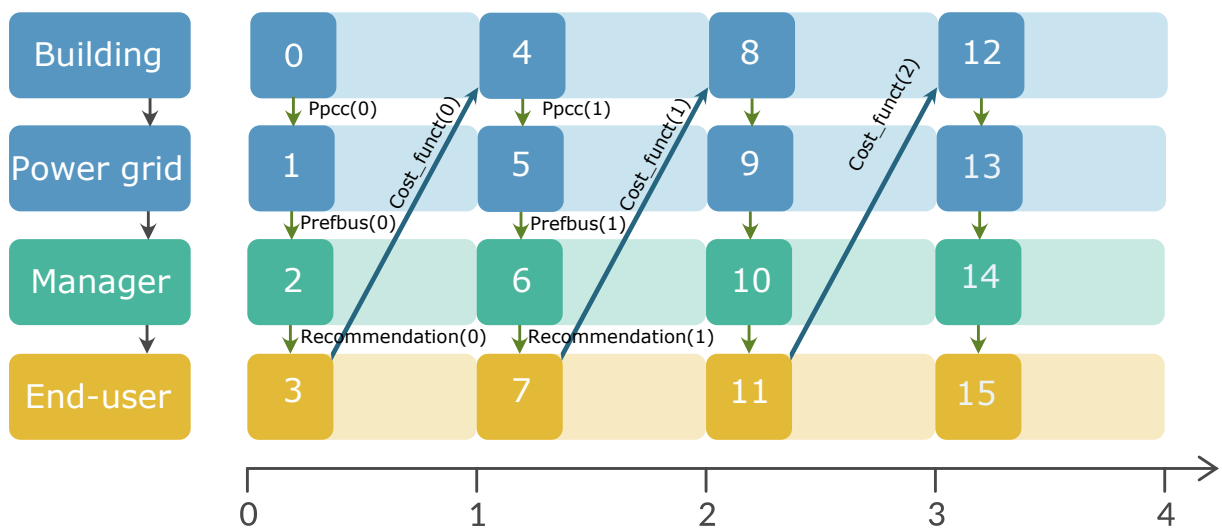 Building
0
4
8
12
Ppcc(0)
Cost_funct(0)
Ppcc(1)
Cost_funct(1)
Cost_funct(2)
Power grid
1
5
9
13
Prefbus(0)
Prefbus(1)
Manager
2
6
10
14
Recommendation(0)
Recommendation(1)
End-user
3
7
11
15
0
1
2
3
4